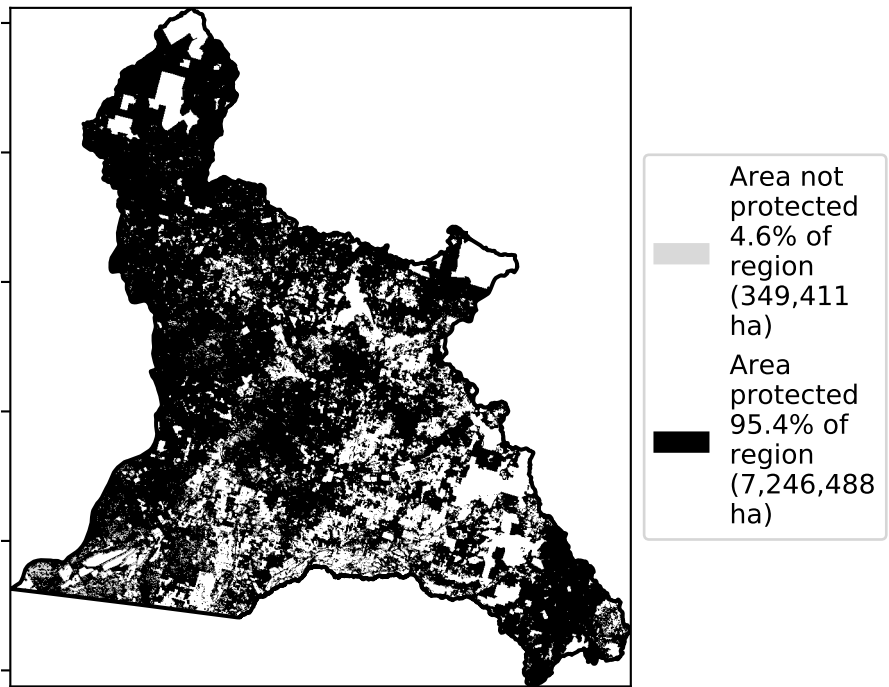 Area not
protected
4.6% of
region
(349,411
ha)
Area
protected
95.4% of
region
(7,246,488
ha)